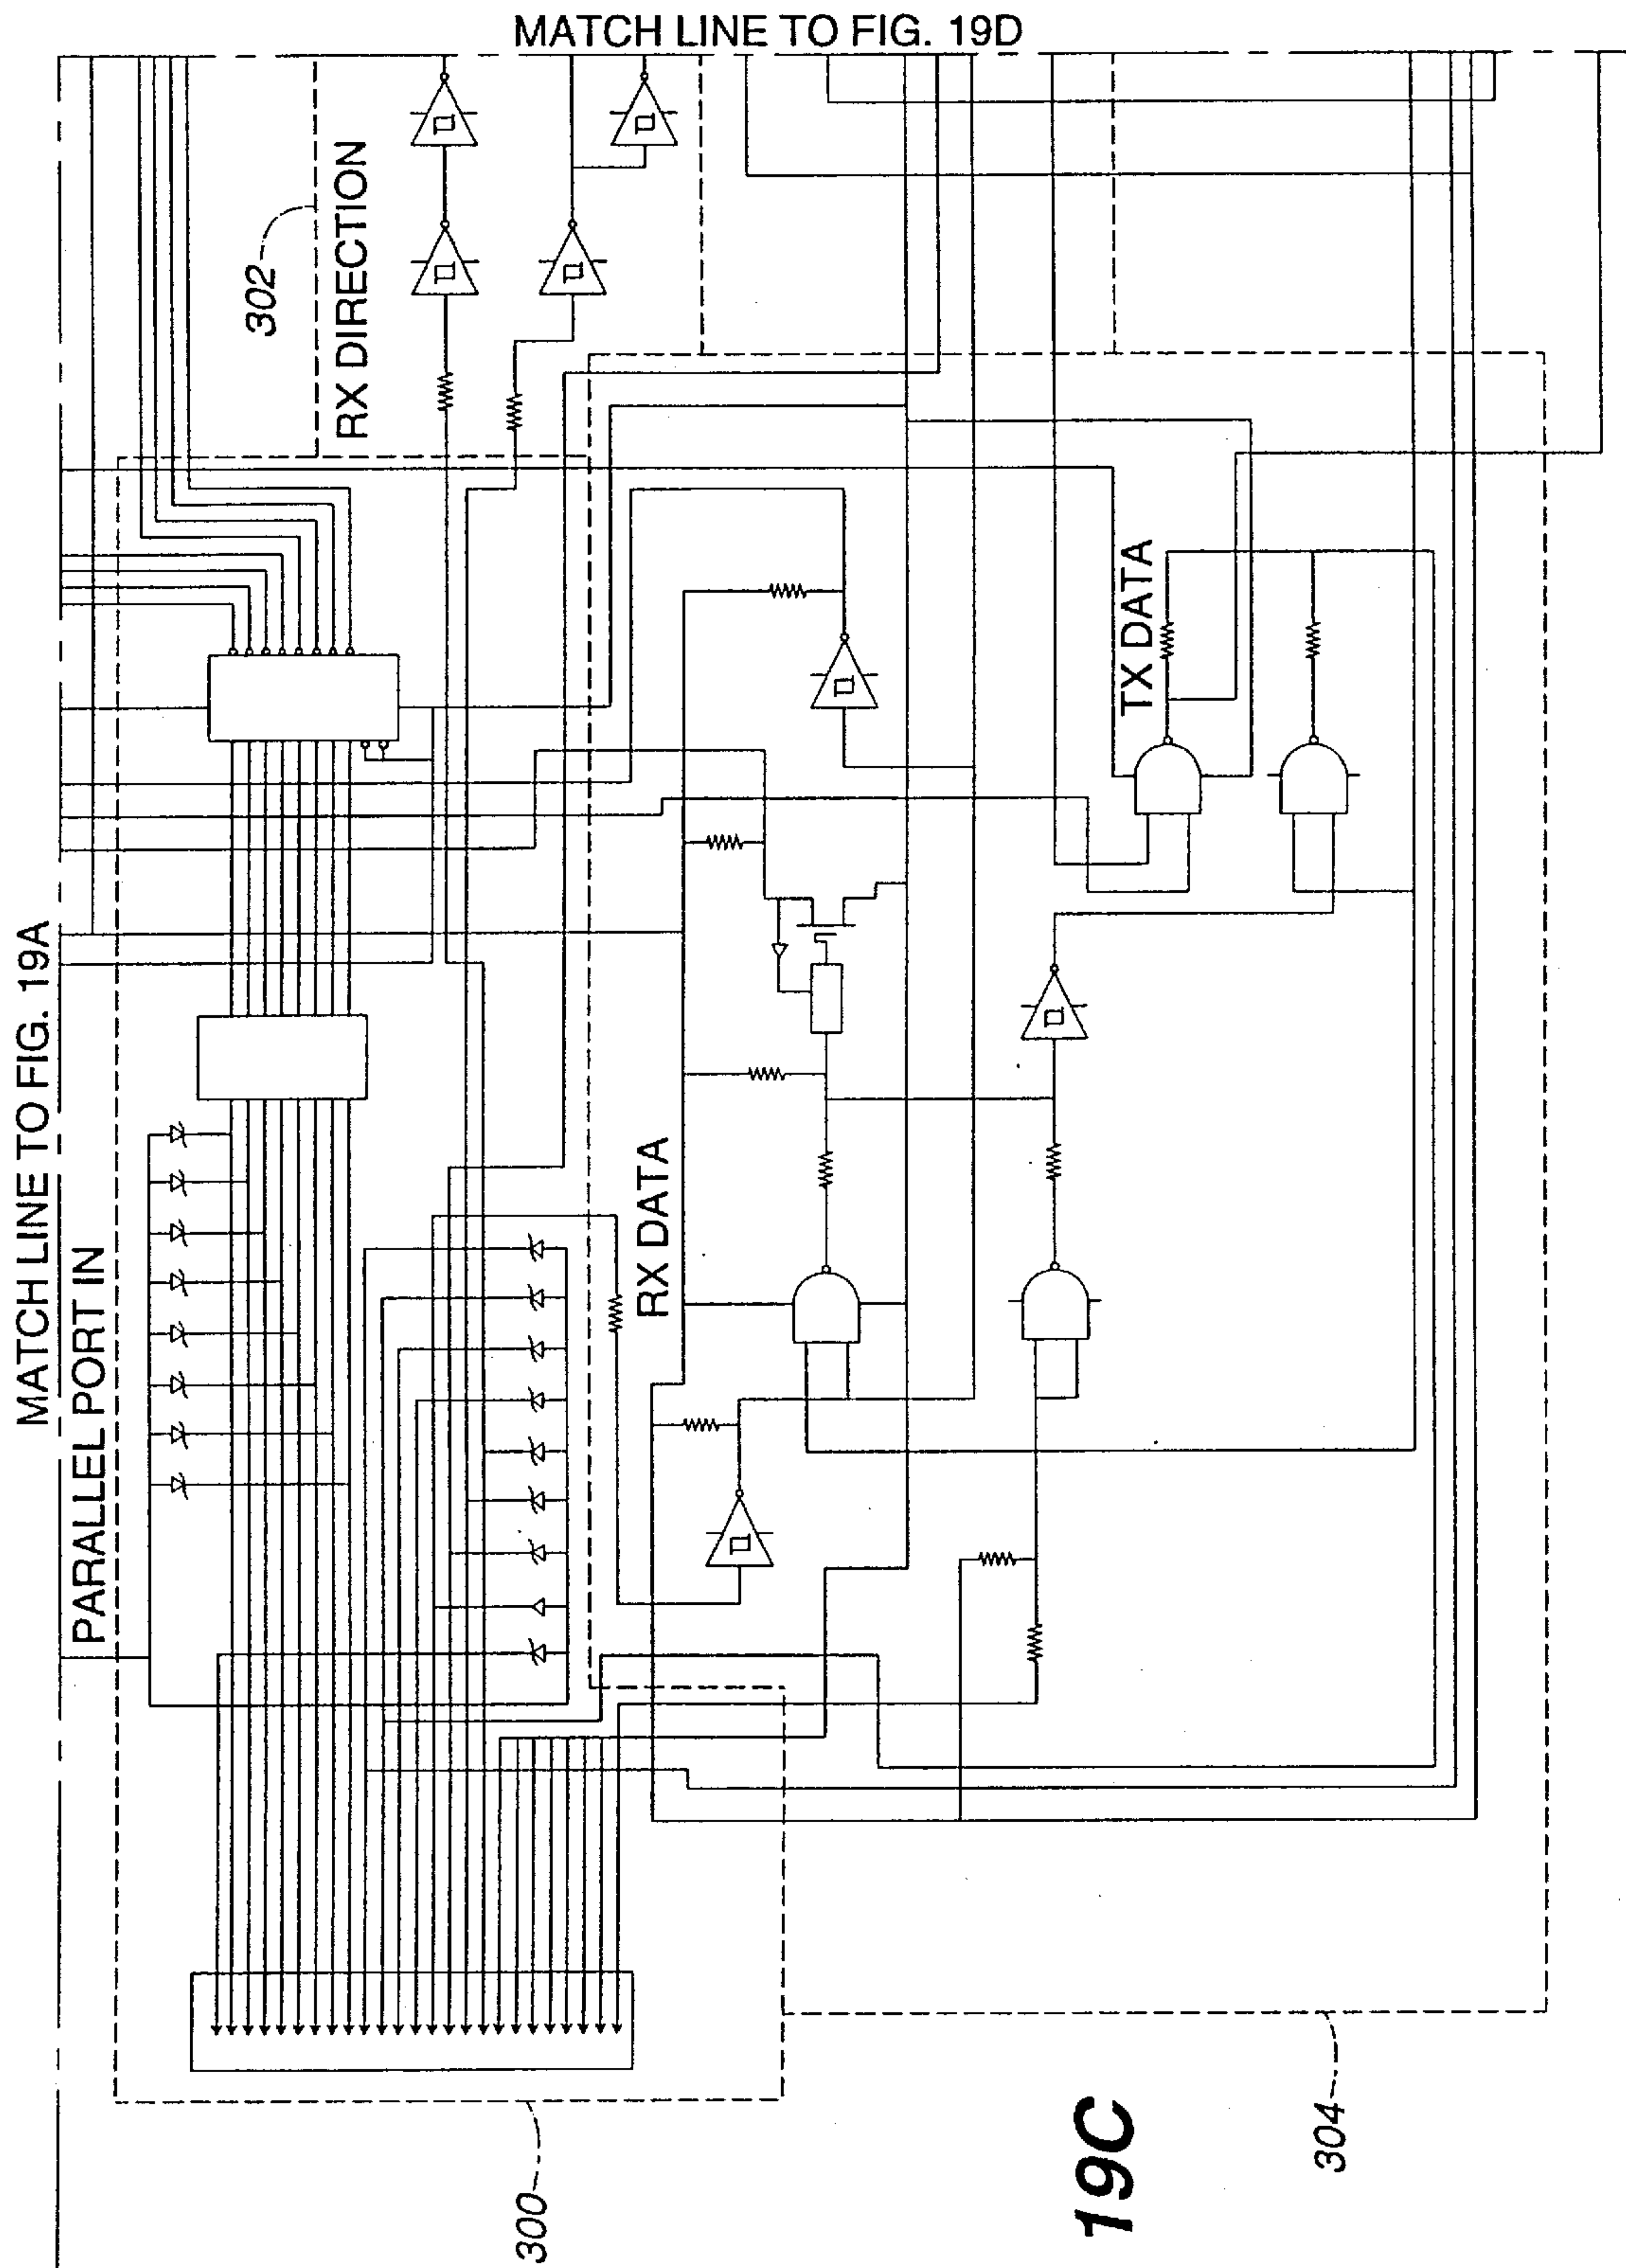 MATCH LINE TO FIG. 19D
MATCH LINE TO FIG. 19A
PARALLEL PORT IN
302
RX DIRECTION
RX DATA
TX DATA
300
304
19C